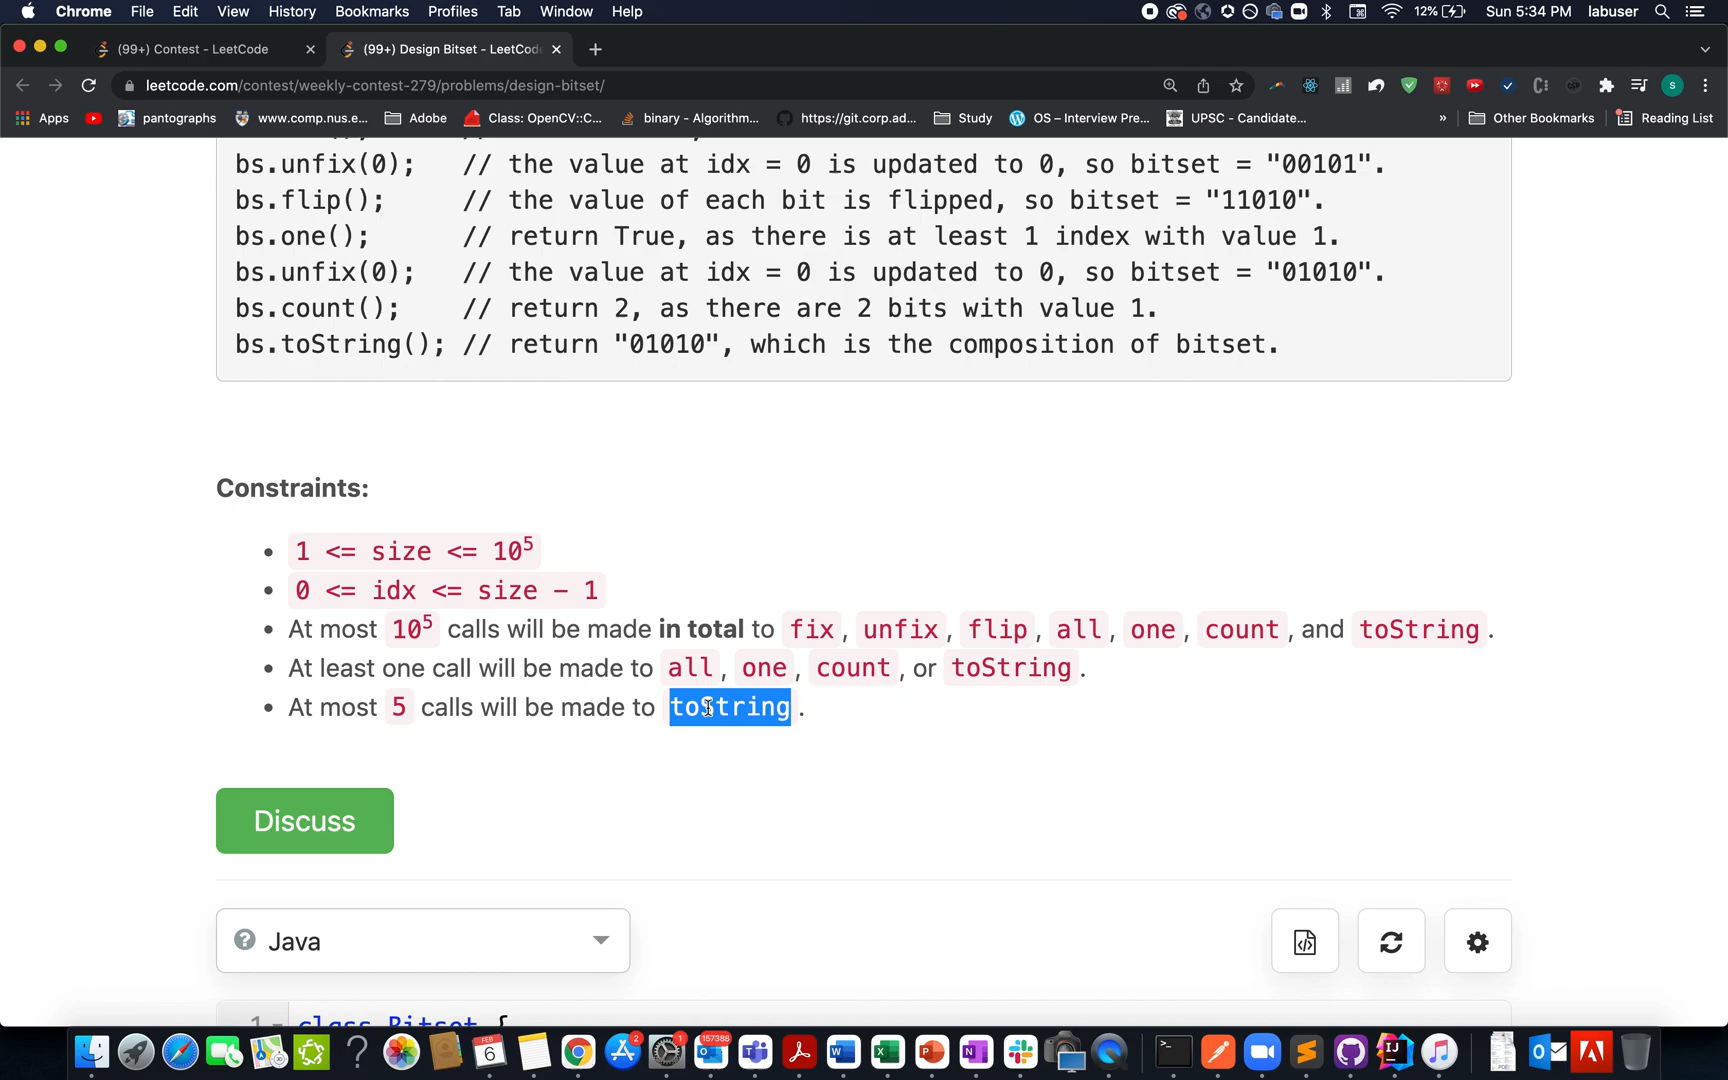 Chrome File Edit View History Bookmarks Profiles Tab Window Help 12% Sun 5:34 PM labuser
(99+) Contest - LeetCode (99+) Design Bitset - LeetCod
leetcode.com/contest/weekly-contest-279/problems/design-bitset/
Apps pantographs www.comp.nus.e... Adobe Class: OpenCV::C... binary - Algorithm... https://git.corp.ad... Study OS – Interview Pre... UPSC - Candidate... » Other Bookmarks Reading List
bs.unfix(0); // the value at idx = 0 is updated to 0, so bitset = "00101".
bs.flip(); // the value of each bit is flipped, so bitset = "11010".
bs.one(); // return True, as there is at least 1 index with value 1.
bs.unfix(0); // the value at idx = 0 is updated to 0, so bitset = "01010".
bs.count(); // return 2, as there are 2 bits with value 1.
bs.toString(); // return "01010", which is the composition of bitset.
Constraints:
• 1 <= size <= 10⁵
• 0 <= idx <= size - 1
• At most 10⁵ calls will be made in total to fix, unfix, flip, all, one, count, and toString.
• At least one call will be made to all, one, count, or toString.
• At most 5 calls will be made to toString.
Discuss
Java
1 class Bitset {
2 1 157388
FEB
6